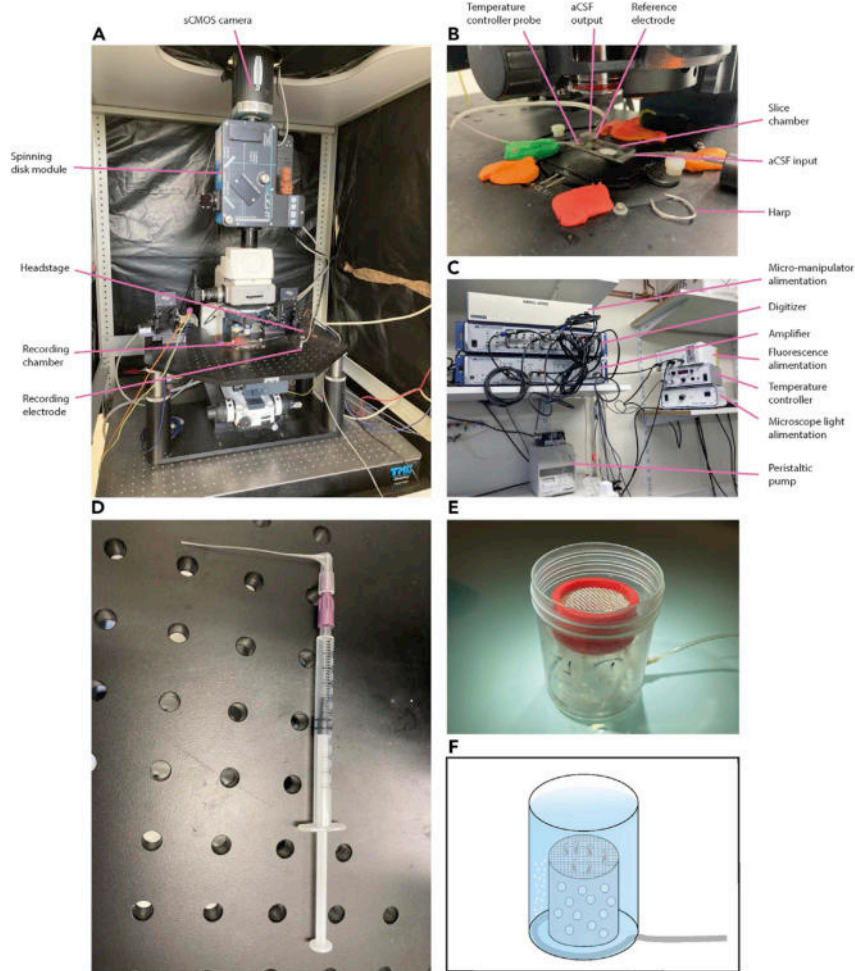 A
sCMOS camera
Spinning
disk module
Headstage
Recording
chamber
Recording
electrode
B
Temperature
controller probe
aCSF
output
Reference
electrode
Slice
chamber
aCSF input
Harp
C
Micro-manipulator
alimentation
Digitizer
Amplifier
Fluorescence
alimentation
Temperature
controller
Microscope light
alimentation
Peristaltic
pump
D
E
F